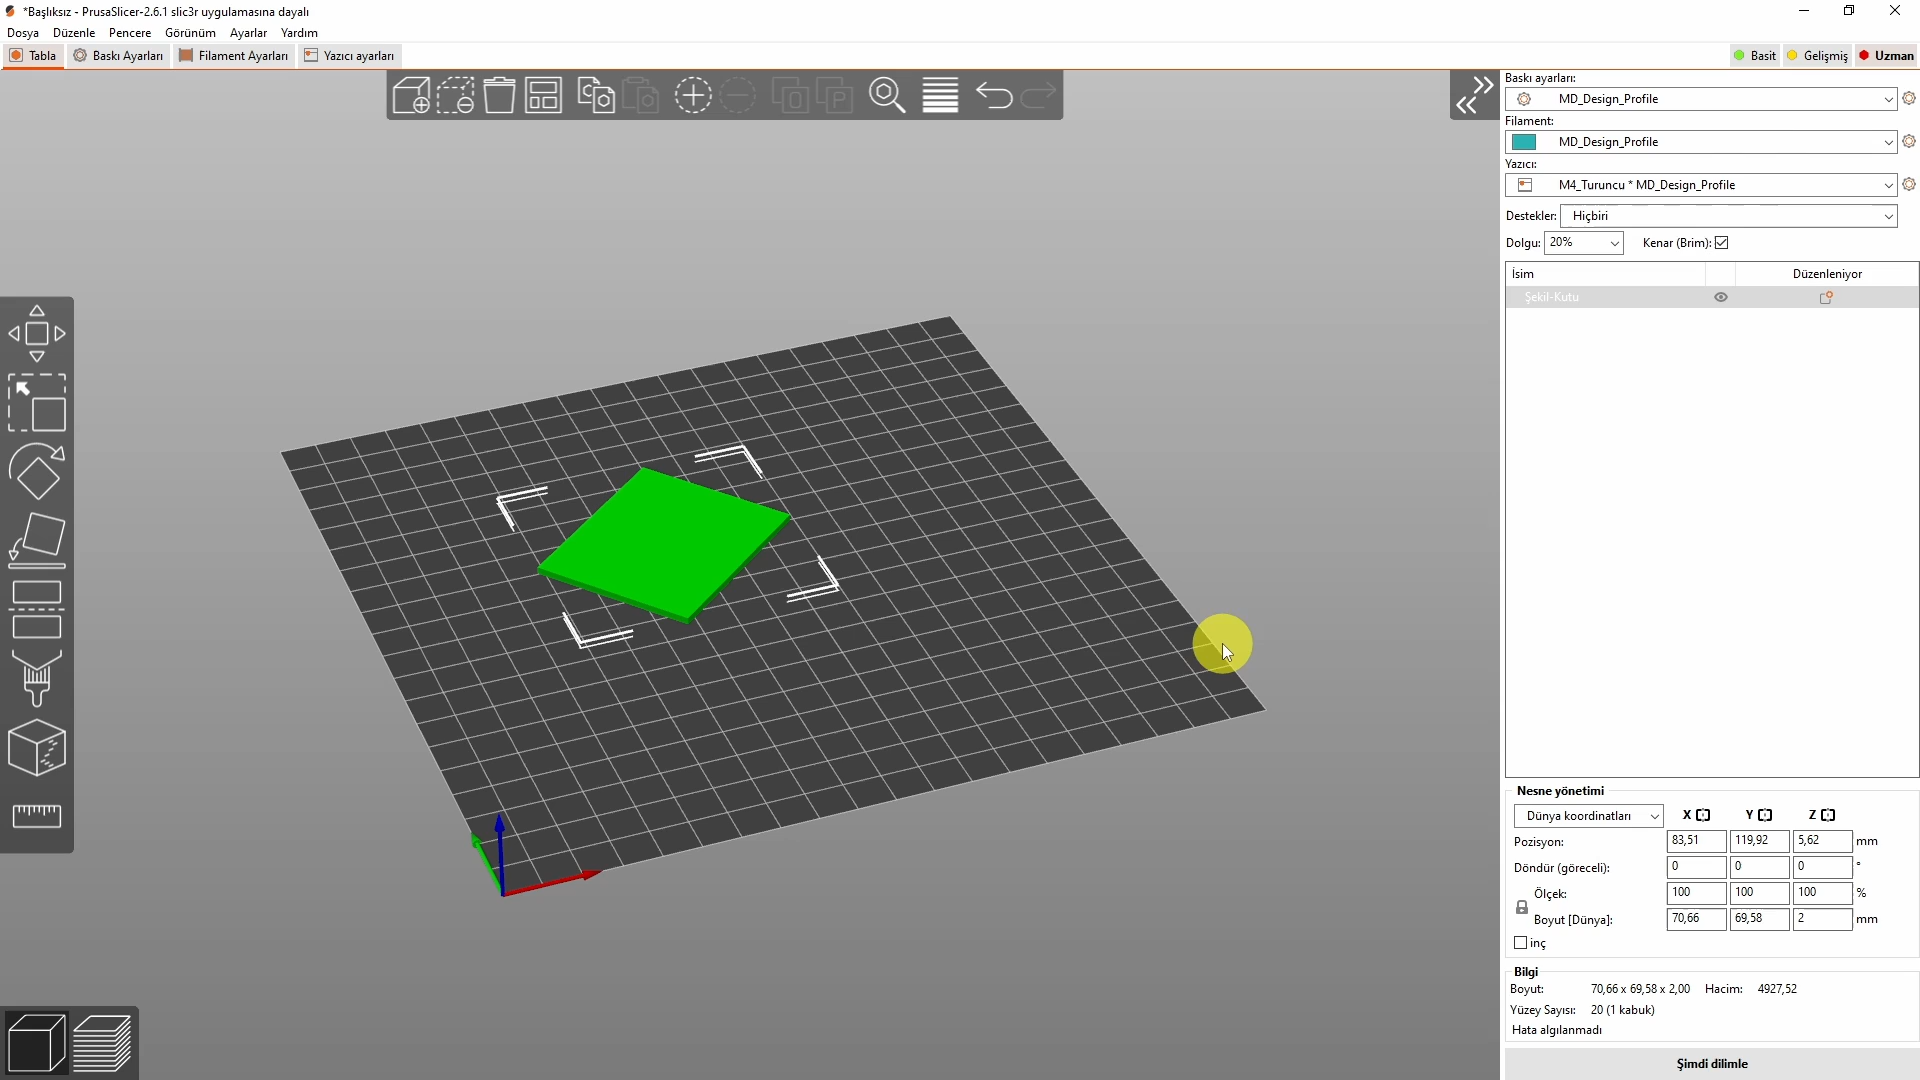 *Başlıksız - PrusaSlicer-2.6.1 slic3r uygulamasına dayalı
Dosya Düzenle Pencere Görünüm Ayarlar Yardım
Tabla Baskı Ayarları Filament Ayarları Yazıcı ayarları Basit Gelişmiş Uzman
Baskı ayarları:
MD_Design_Profile
Filament:
MD_Design_Profile
Yazıcı:
M4_Turuncu * MD_Design_Profile
Destekler: Hiçbiri
Dolgu: 20% Kenar (Brim):
İsim Düzenleniyor
Şekil-Kutu
Nesne yönetimi
Dünya koordinatları X Y Z
Pozisyon: 83,51 119,92 5,62 mm
Döndür (göreceli): 0 0 0 °
Ölçek: 100 100 100 %
Boyut [Dünya]: 70,66 69,58 2 mm
inç
Bilgi
Boyut: 70,66 x 69,58 x 2,00 Hacim: 4927,52
Yüzey Sayısı: 20 (1 kabuk)
Hata algılanmadı
Şimdi dilimle